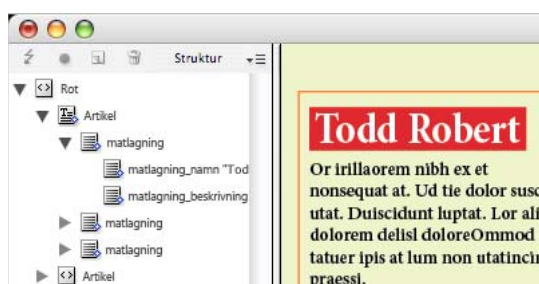 Struktur
Rot
Artikel
matlagning
matlagning_namn "Tod
matlagning_beskrivning
matlagning
matlagning
Artikel
Todd Robert
Or irillaorem nibh ex et
nonsequat at. Ud tie dolor susc
utat. Duiscidunt luptat. Lor ali
dolorem delisl doloreOmmod
tatuer ipis at lum non utatincin
praessi.